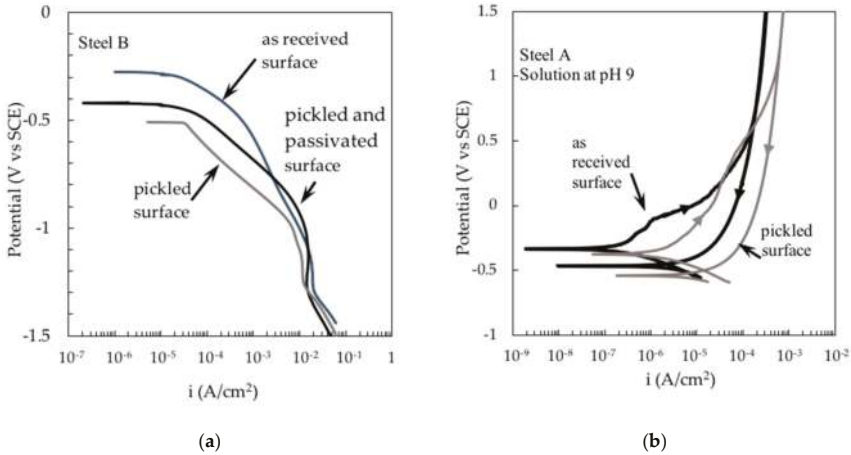 Steel B
as received
surface
pickled and
passivated
surface
pickled
surface
Potential (V vs SCE)
0
-0.5
-1
-1.5
10⁻⁷ 10⁻⁶ 10⁻⁵ 10⁻⁴ 10⁻³ 10⁻² 10⁻¹ 1
i (A/cm²)
(a)
Steel A
Solution at pH 9
as
received
surface
pickled
surface
Potential (V vs SCE)
1.5
1
0.5
0
-0.5
-1
10⁻⁹ 10⁻⁸ 10⁻⁷ 10⁻⁶ 10⁻⁵ 10⁻⁴ 10⁻³ 10⁻²
i (A/cm²)
(b)